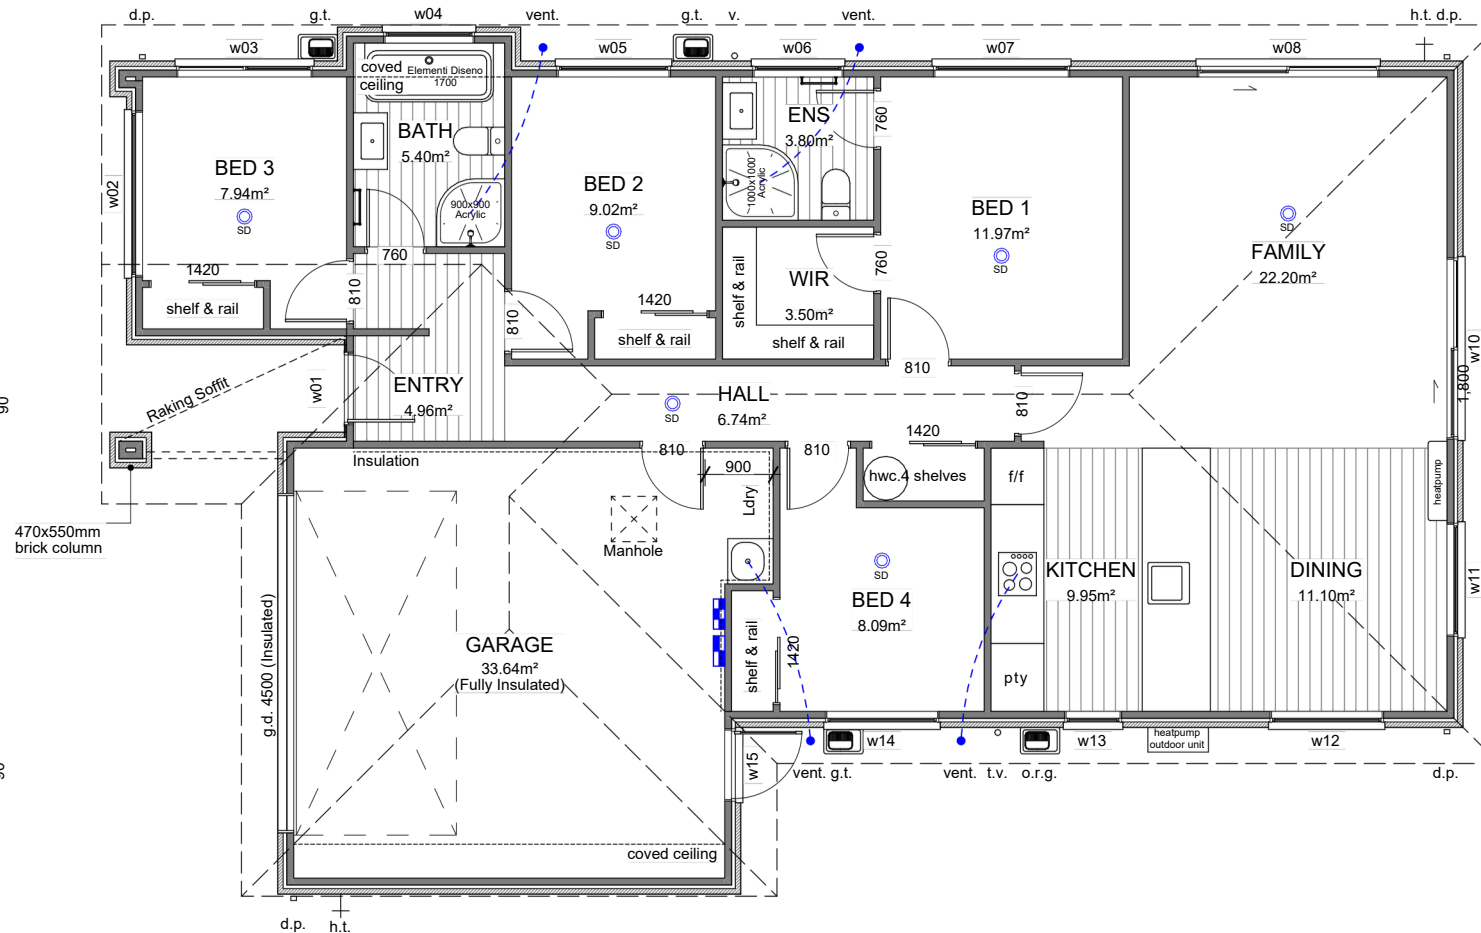 d.p.
g.t.
w04
vent.
g.t.
v.
vent.
h.t.
d.p.
w03
w05
w06
w07
w08
coved
ceiling
Elementi Diseno
1700
BATH
5.40m²
ENS
3.80m²
760
BED 3
7.94m²
SD
w02
BED 2
9.02m²
SD
900x900
Acrylic
1000x1000
Acrylic
BED 1
11.97m²
SD
SD
FAMILY
22.20m²
760
760
1420
shelf & rail
810
810
1420
shelf & rail
shelf & rail
WIR
3.50m²
shelf & rail
w10
1,800
Raking Soffit
w01
ENTRY
4.96m²
HALL
6.74m²
SD
810
810
90
Insulation
810
900
810
1420
hwc.
4 shelves
f/f
heatpump
Ldry
470x550mm
brick column
Manhole
SD
BED 4
8.09m²
KITCHEN
9.95m²
DINING
11.10m²
w11
g.d. 4500 (Insulated)
GARAGE
33.64m²
(Fully Insulated)
shelf & rail
1420
pty
90
w15
w14
w13
heatpump
outdoor unit
w12
vent.
g.t.
vent.
t.v.
o.r.g.
d.p.
coved ceiling
d.p.
h.t.